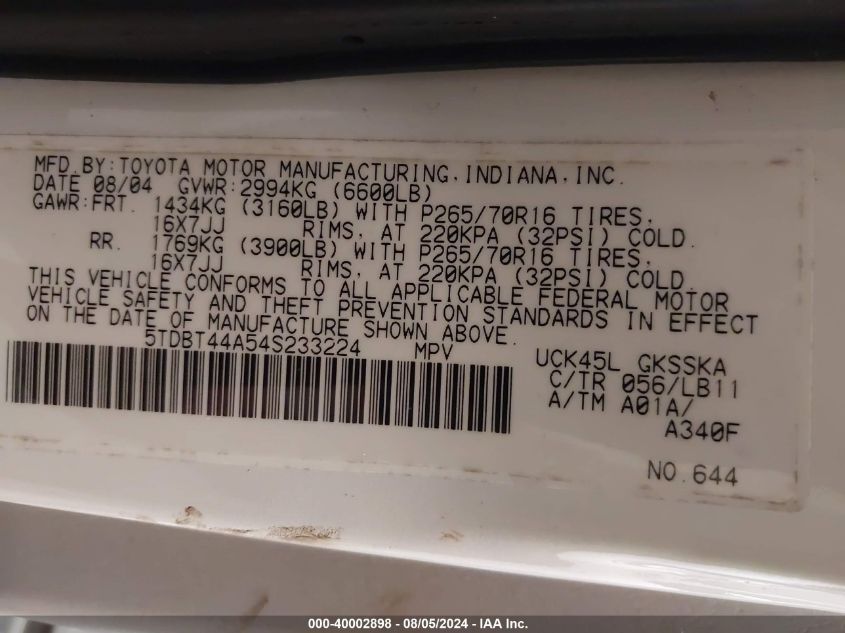 MFD.BY:TOYOTA MOTOR MANUFACTURING,INDIANA,INC.
DATE 08/04 GVWR:2994KG (6600LB)
GAWR:FRT. 1434KG (3160LB) WITH P265/70R16 TIRES,
16X7JJ RIMS, AT 220KPA (32PSI) COLD.
RR. 1769KG (3900LB) WITH P265/70R16 TIRES,
16X7JJ RIMS, AT 220KPA (32PSI) COLD.
THIS VEHICLE CONFORMS TO ALL APPLICABLE FEDERAL MOTOR
VEHICLE SAFETY AND THEFT PREVENTION STANDARDS IN EFFECT
ON THE DATE OF MANUFACTURE SHOWN ABOVE.
5TDBT44A54S233224 MPV
UCK45L GKSSKA
C/TR 056/LB11
A/TM A01A/
A340F
NO.644
000-40002898 - 08/05/2024 - IAA Inc.